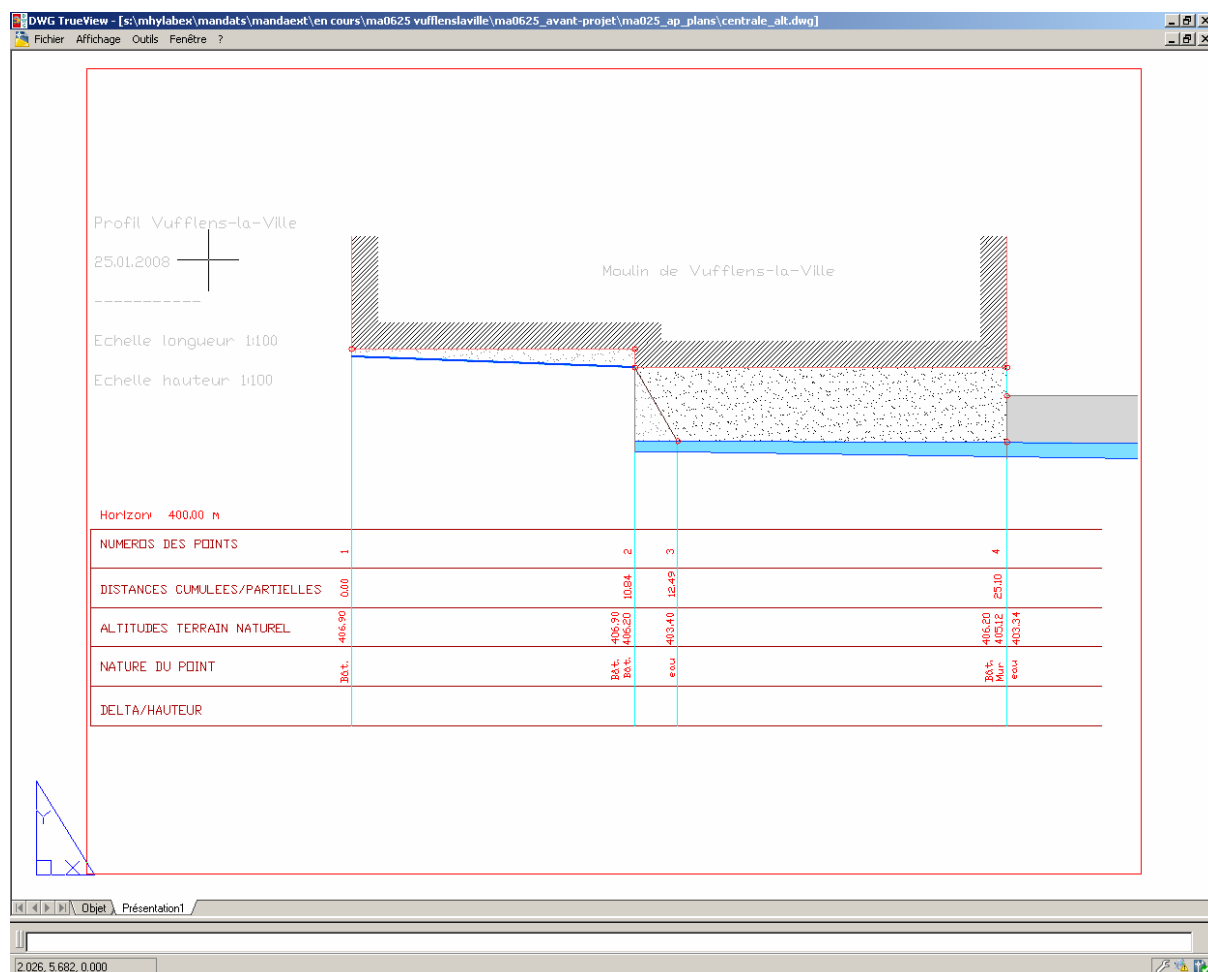 DWG TrueView - [s:\mhylabex\mandats\mandaext\en cours\ma0625 vufflenslaville\ma0625_avant-projet\ma025_ap_plans\centrale_alt.dwg]
Fichier Affichage Outils Fenêtre ?
Profil Vufflens-la-Ville
25.01.2008
-----------
Echelle longueur 1:100
Echelle hauteur 1:100
Moulin de Vufflens-la-Ville
Horizon: 400.00 m
NUMEROS DES POINTS 1 2 3 4
DISTANCES CUMULEES/PARTIELLES 0.00 10.84 12.49 25.10
ALTITUDES TERRAIN NATUREL 406.90 406.90 406.20 403.40 406.20 405.12 403.34
NATURE DU POINT Bât. Bât. Bât. eau Bât. Mur eau
DELTA/HAUTEUR
Y
X
Objet Présentation1
2.026, 5.682, 0.000